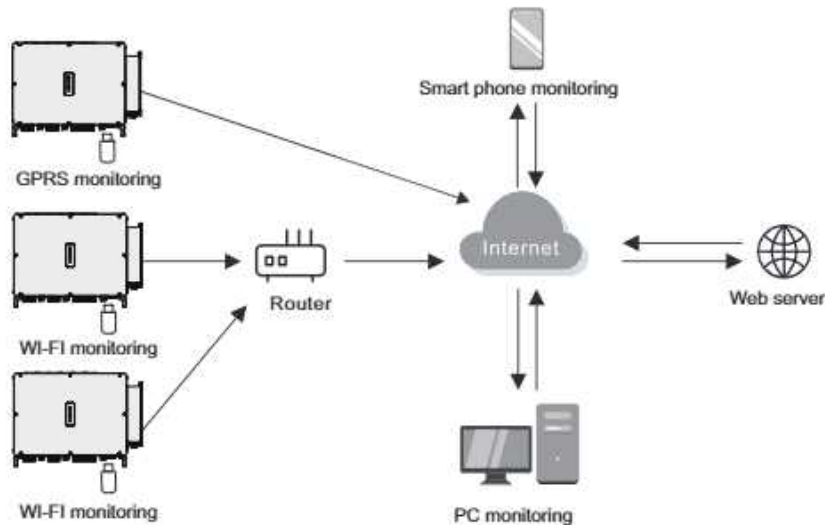 Smart phone monitoring
GPRS monitoring
Internet
Router
Web server
WI-FI monitoring
WI-FI monitoring
PC monitoring